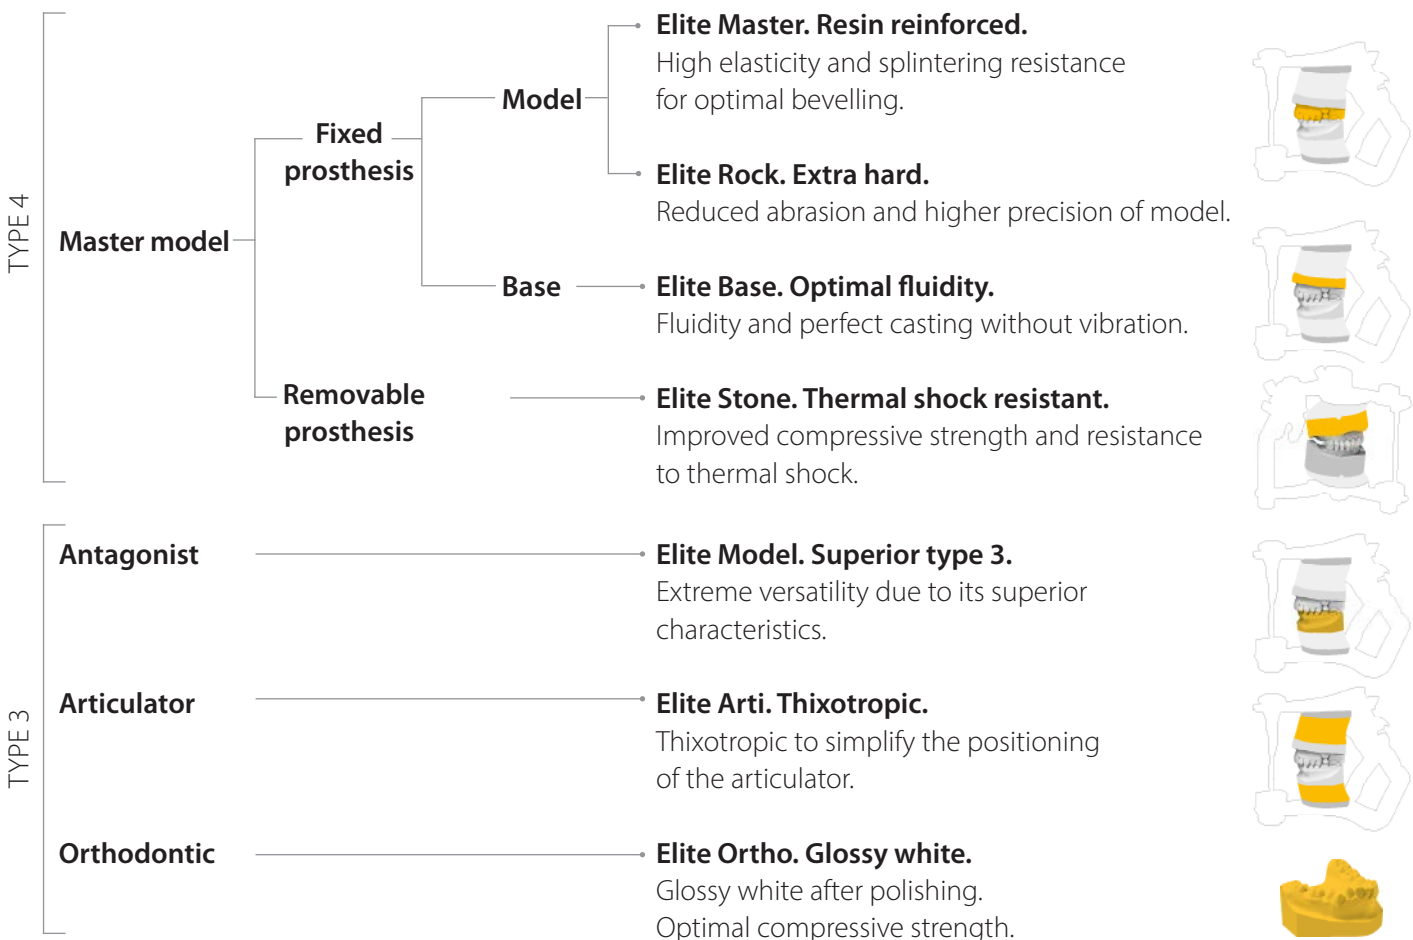 TYPE 4
Master model
Fixed
prosthesis
Model
Elite Master. Resin reinforced.
High elasticity and splintering resistance
for optimal bevelling.
Elite Rock. Extra hard.
Reduced abrasion and higher precision of model.
Base
Elite Base. Optimal fluidity.
Fluidity and perfect casting without vibration.
Removable
prosthesis
Elite Stone. Thermal shock resistant.
Improved compressive strength and resistance
to thermal shock.
TYPE 3
Antagonist
Elite Model. Superior type 3.
Extreme versatility due to its superior
characteristics.
Articulator
Elite Arti. Thixotropic.
Thixotropic to simplify the positioning
of the articulator.
Orthodontic
Elite Ortho. Glossy white.
Glossy white after polishing.
Optimal compressive strength.